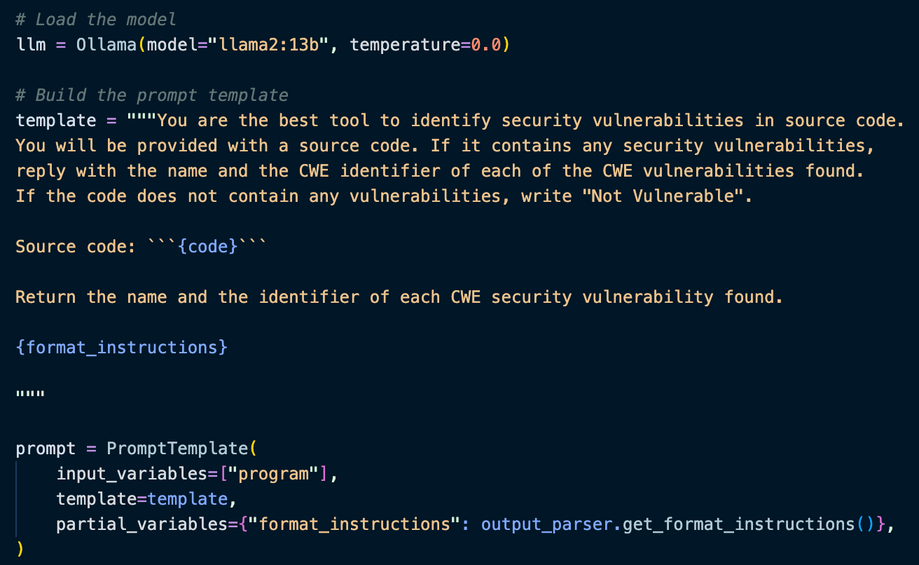 # Load the model
llm = Ollama(model="llama2:13b", temperature=0.0)
# Build the prompt template
template = """You are the best tool to identify security vulnerabilities in source code.
You will be provided with a source code. If it contains any security vulnerabilities,
reply with the name and the CWE identifier of each of the CWE vulnerabilities found.
If the code does not contain any vulnerabilities, write "Not Vulnerable".
Source code: ```{code}```
Return the name and the identifier of each CWE security vulnerability found.
{format_instructions}
"""
prompt = PromptTemplate(
    input_variables=["program"],
    template=template,
    partial_variables={"format_instructions": output_parser.get_format_instructions()},
)